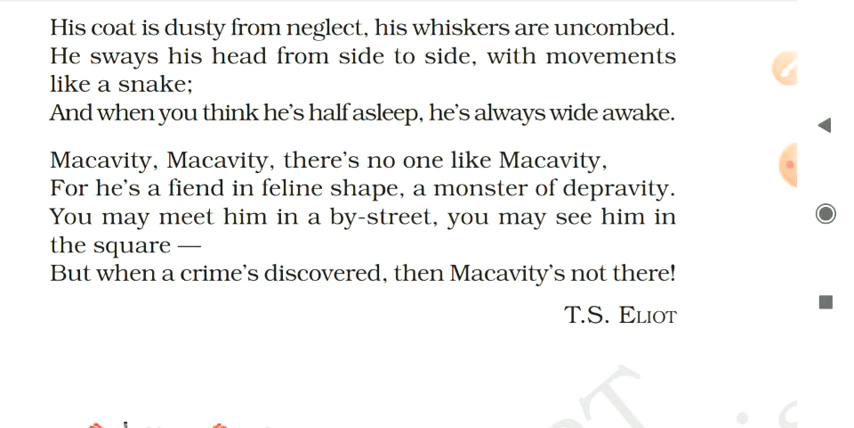 His coat is dusty from neglect, his whiskers are uncombed.
He sways his head from side to side, with movements
like a snake;
And when you think he's half asleep, he's always wide awake.
Macavity, Macavity, there's no one like Macavity,
For he's a fiend in feline shape, a monster of depravity.
You may meet him in a by-street, you may see him in
the square —
But when a crime's discovered, then Macavity's not there!
T.S. ELIOT